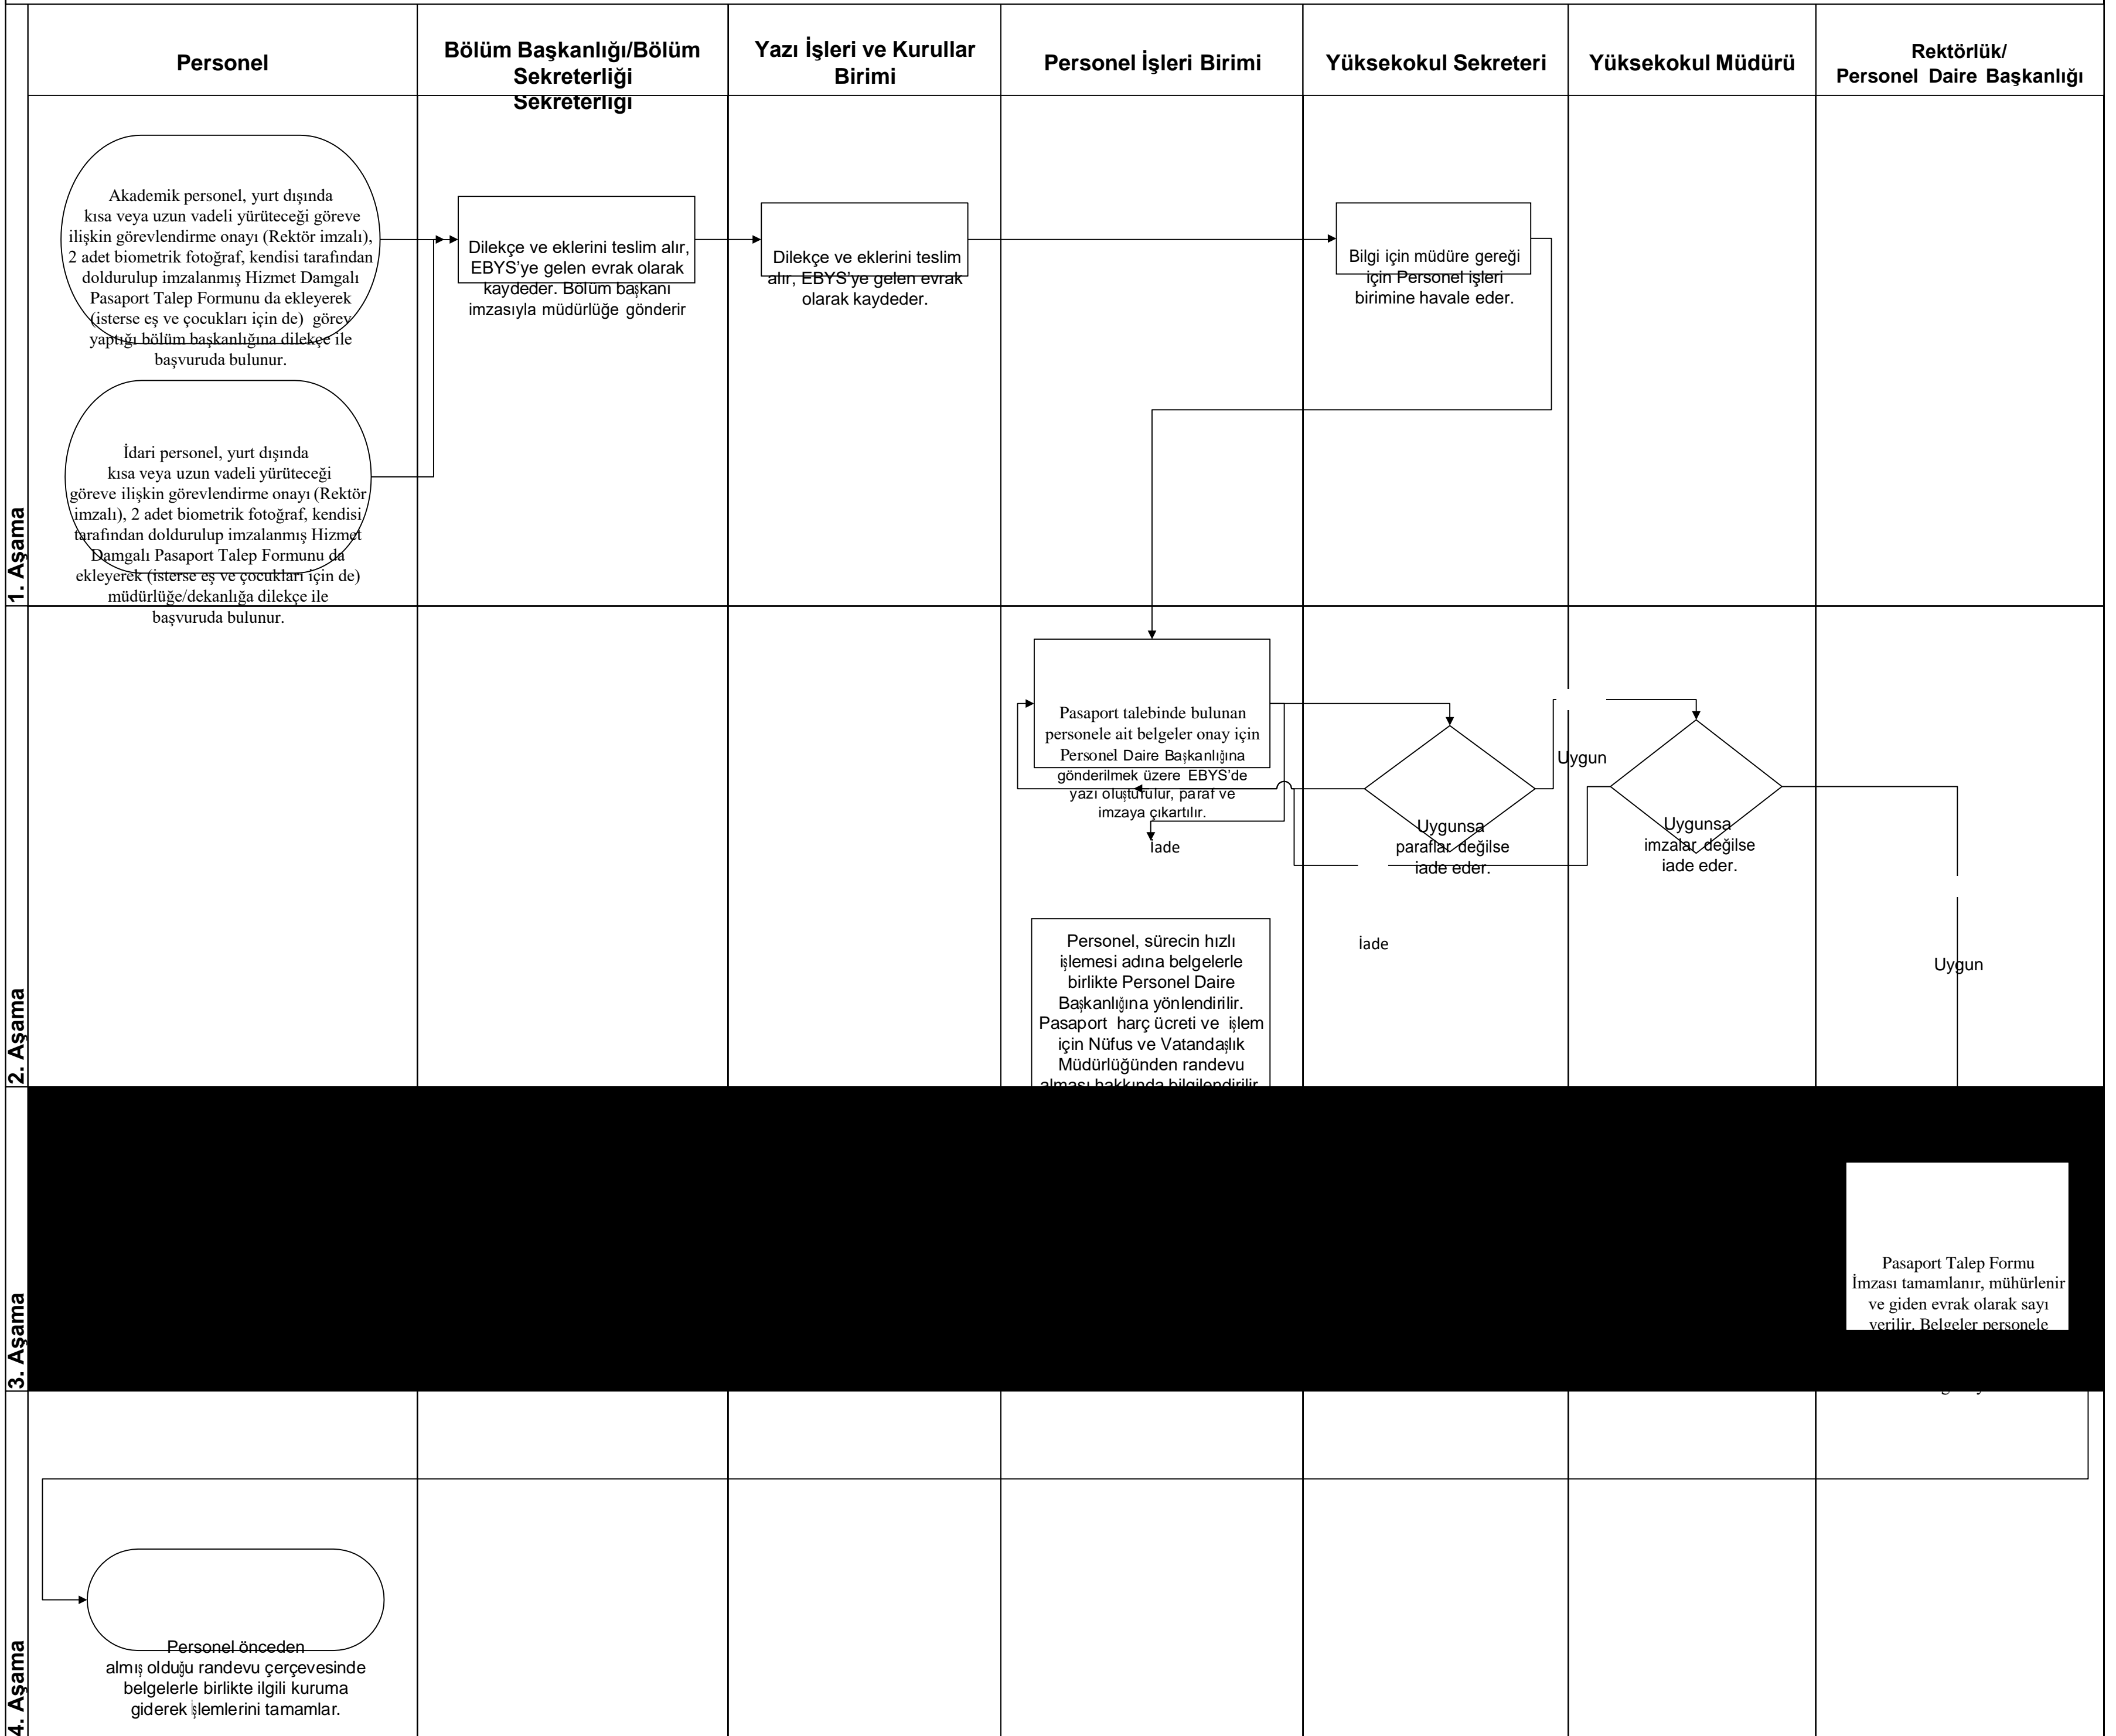 Personel
Bölüm Başkanlığı/Bölüm
Sekreterliği
Sekreterliği
Yazı İşleri ve Kurullar
Birimi
Personel İşleri Birimi
Yüksekokul Sekreteri
Yüksekokul Müdürü
Rektörlük/
Personel Daire Başkanlığı
1. Aşama
Akademik personel, yurt dışında
kısa veya uzun vadeli yürüteceği göreve
ilişkin görevlendirme onayı (Rektör imzalı),
2 adet biometrik fotoğraf, kendisi tarafından
doldurulup imzalanmış Hizmet Damgalı
Pasaport Talep Formunu da ekleyerek
(isterse eş ve çocukları için de) görev
yaptığı bölüm başkanlığına dilekçe ile
başvuruda bulunur.
Dilekçe ve eklerini teslim alır,
EBYS'ye gelen evrak olarak
kaydeder. Bölüm başkanı
imzasıyla müdürlüğe gönderir
Dilekçe ve eklerini teslim
alır, EBYS'ye gelen evrak
olarak kaydeder.
Bilgi için müdüre gereği
için Personel işleri
birimine havale eder.
İdari personel, yurt dışında
kısa veya uzun vadeli yürüteceği
göreve ilişkin görevlendirme onayı (Rektör
imzalı), 2 adet biometrik fotoğraf, kendisi
tarafından doldurulup imzalanmış Hizmet
Damgalı Pasaport Talep Formunu da
ekleyerek (isterse eş ve çocukları için de)
müdürlüğe/dekanlığa dilekçe ile
başvuruda bulunur.
2. Aşama
Pasaport talebinde bulunan
personele ait belgeler onay için
Personel Daire Başkanlığına
gönderilmek üzere EBYS'de
yazı oluşturulur, paraf ve
imzaya çıkartılır.
İade
Uygunsa
paraflar değilse
iade eder.
Uygun
Uygunsa
imzalar değilse
iade eder.
İade
Uygun
Personel, sürecin hızlı
işlemesi adına belgelerle
birlikte Personel Daire
Başkanlığına yönlendirilir.
Pasaport harç ücreti ve işlem
için Nüfus ve Vatandaşlık
Müdürlüğünden randevu
alması hakkında bilgilendirilir.
3. Aşama
Pasaport Talep Formu
İmzası tamamlanır, mühürlenir
ve giden evrak olarak sayı
verilir. Belgeler personele
4. Aşama
Personel önceden
almış olduğu randevu çerçevesinde
belgelerle birlikte ilgili kuruma
giderek işlemlerini tamamlar.